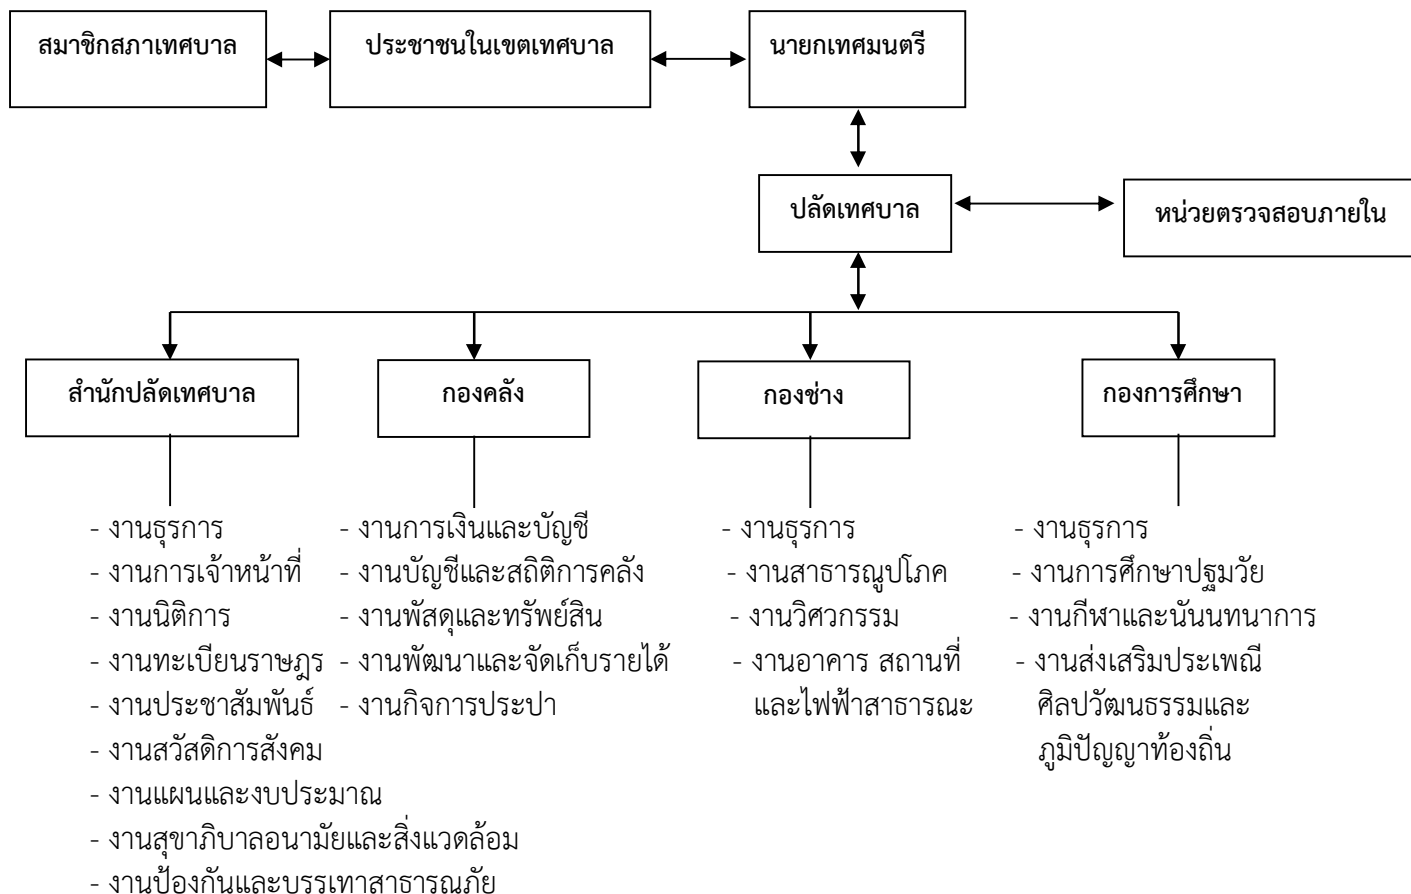 สมาชิกสภาเทศบาล
ประชาชนในเขตเทศบาล
นายกเทศมนตรี
ปลัดเทศบาล
หน่วยตรวจสอบภายใน
สำนักปลัดเทศบาล
กองคลัง
กองช่าง
กองการศึกษา
- งานธุรการ
- งานการเจ้าหน้าที่
- งานนิติการ
- งานทะเบียนราษฎร
- งานประชาสัมพันธ์
- งานสวัสดิการสังคม
- งานแผนและงบประมาณ
- งานสุขาภิบาลอนามัยและสิ่งแวดล้อม
- งานป้องกันและบรรเทาสาธารณภัย
- งานการเงินและบัญชี
- งานบัญชีและสถิติการคลัง
- งานพัสดุและทรัพย์สิน
- งานพัฒนาและจัดเก็บรายได้
- งานกิจการประปา
- งานธุรการ
- งานสาธารณูปโภค
- งานวิศวกรรม
- งานอาคาร สถานที่
และไฟฟ้าสาธารณะ
- งานธุรการ
- งานการศึกษาปฐมวัย
- งานกีฬาและนันนทนาการ
- งานส่งเสริมประเพณี
ศิลปวัฒนธรรมและ
ภูมิปัญญาท้องถิ่น